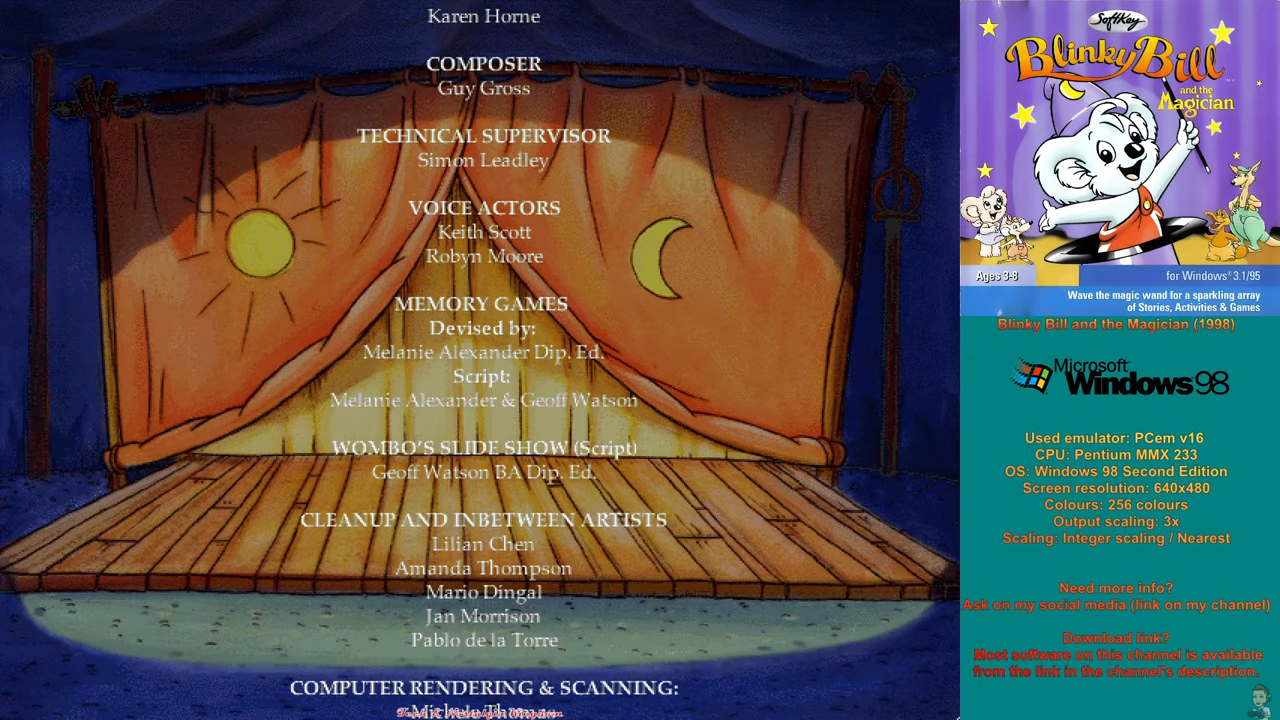 Karen Horne
COMPOSER
Guy Gross
TECHNICAL SUPERVISOR
Simon Leadley
VOICE ACTORS
Keith Scott
Robyn Moore
MEMORY GAMES
Devised by:
Melanie Alexander Dip. Ed.
Script:
Melanie Alexander & Geoff Watson
WOMBO’S SLIDE SHOW (Script)
Geoff Watson BA Dip. Ed.
CLEANUP AND INBETWEEN ARTISTS
Lilian Chen
Amanda Thompson
Mario Dingal
Jan Morrison
Pablo de la Torre
COMPUTER RENDERING & SCANNING:
SoftKey
Blinky Bill
and the
Magician
Ages 3-8
for Windows® 3.1/95
Wave the magic wand for a sparkling array
of Stories, Activities & Games
Blinky Bill and the Magician (1998)
Microsoft
Windows 98
Used emulator: PCem v16
CPU: Pentium MMX 233
OS: Windows 98 Second Edition
Screen resolution: 640x480
Colours: 256 colours
Output scaling: 3x
Scaling: Integer scaling / Nearest
Need more info?
Ask on my social media (link on my channel)
Download link?
Most software on this channel is available
from the link in the channel's description.